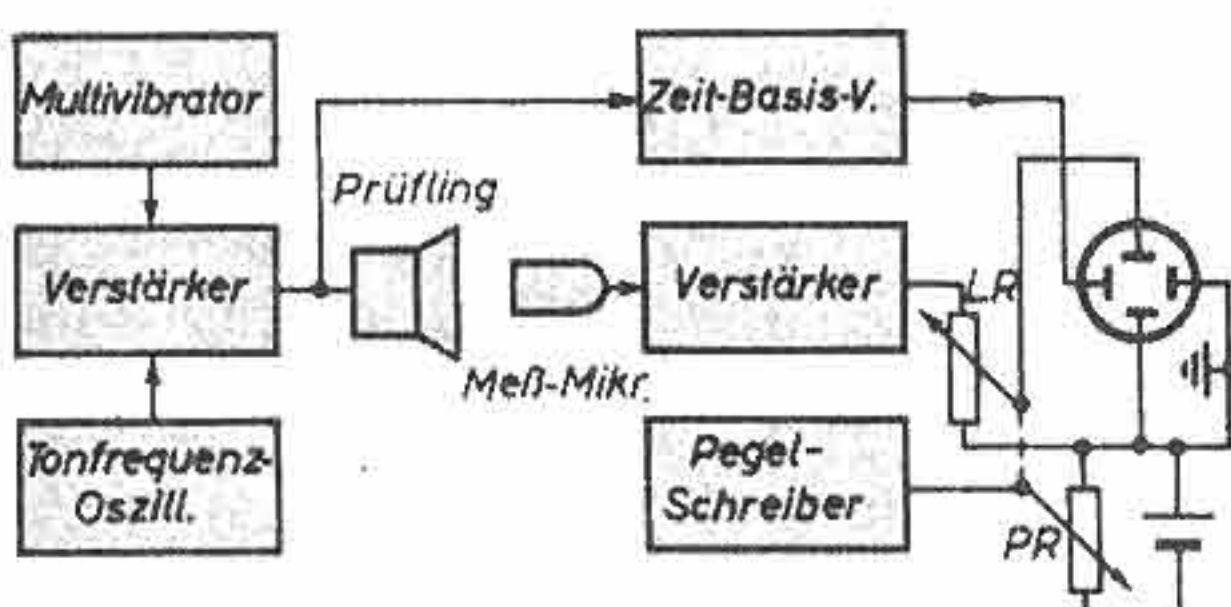 Multivibrator
Zeit-Basis-V.
Prüfling
Verstärker
Verstärker
LR
Meß-Mikr.
Tonfrequenz-
Oszill.
Pegel-
Schreiber
PR